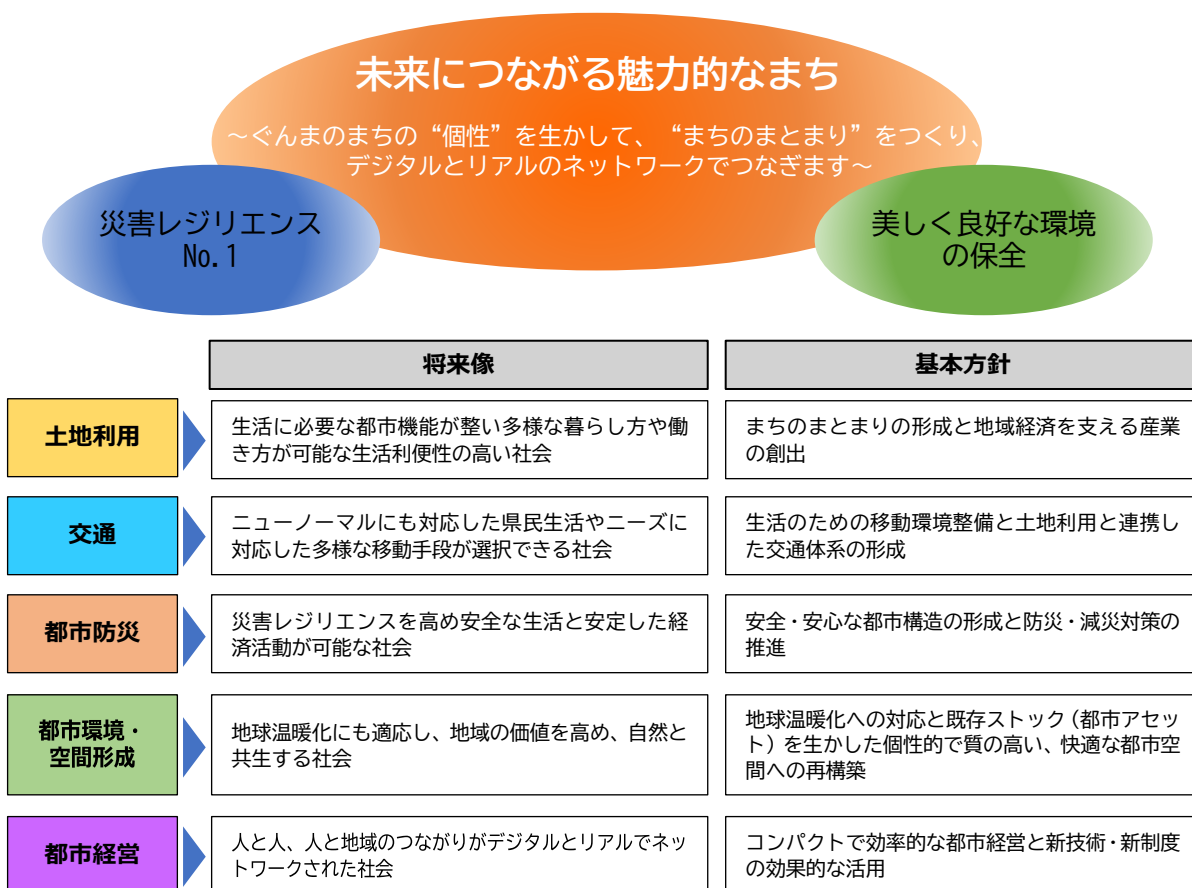 未来につながる魅力的なまち
～ぐんまのまちの“個性”を生かして、“まちのまとまり”をつくり、
デジタルとリアルのネットワークでつなぎます～
災害レジリエンス
No.1
美しく良好な環境
の保全
将来像
基本方針
土地利用
生活に必要な都市機能が整い多様な暮らし方や働
き方が可能な生活利便性の高い社会
まちのまとまりの形成と地域経済を支える産業
の創出
交通
ニューノーマルにも対応した県民生活やニーズに
対応した多様な移動手段が選択できる社会
生活のための移動環境整備と土地利用と連携し
た交通体系の形成
都市防災
災害レジリエンスを高め安全な生活と安定した経
済活動が可能な社会
安全・安心な都市構造の形成と防災・減災対策の
推進
都市環境・
空間形成
地球温暖化にも適応し、地域の価値を高め、自然と
共生する社会
地球温暖化への対応と既存ストック（都市アセッ
ト）を生かした個性的で質の高い、快適な都市空
間への再構築
都市経営
人と人、人と地域のつながりがデジタルとリアルでネッ
トワークされた社会
コンパクトで効率的な都市経営と新技術・新制度
の効果的な活用